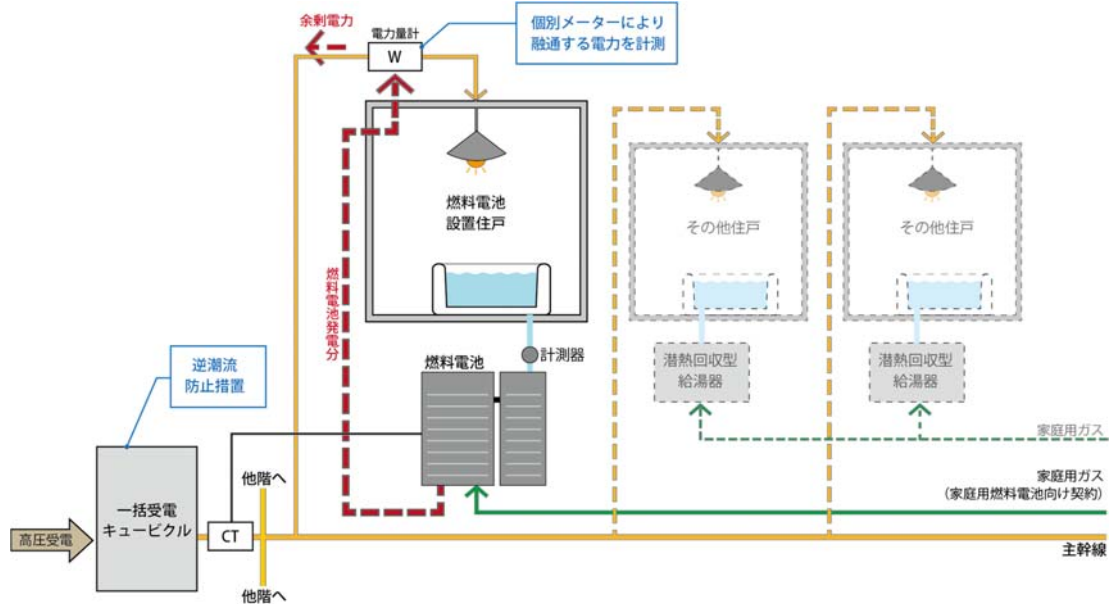 余剰電力
電力量計
W
個別メーターにより
融通する電力を計測
燃料電池
設置住戸
その他住戸
その他住戸
燃料電池発電分
計測器
燃料電池
潜熱回収型
給湯器
潜熱回収型
給湯器
逆潮流
防止措置
家庭用ガス
家庭用ガス
（家庭用燃料電池向け契約）
他階へ
一括受電
キュービクル
高圧受電
CT
主幹線
他階へ